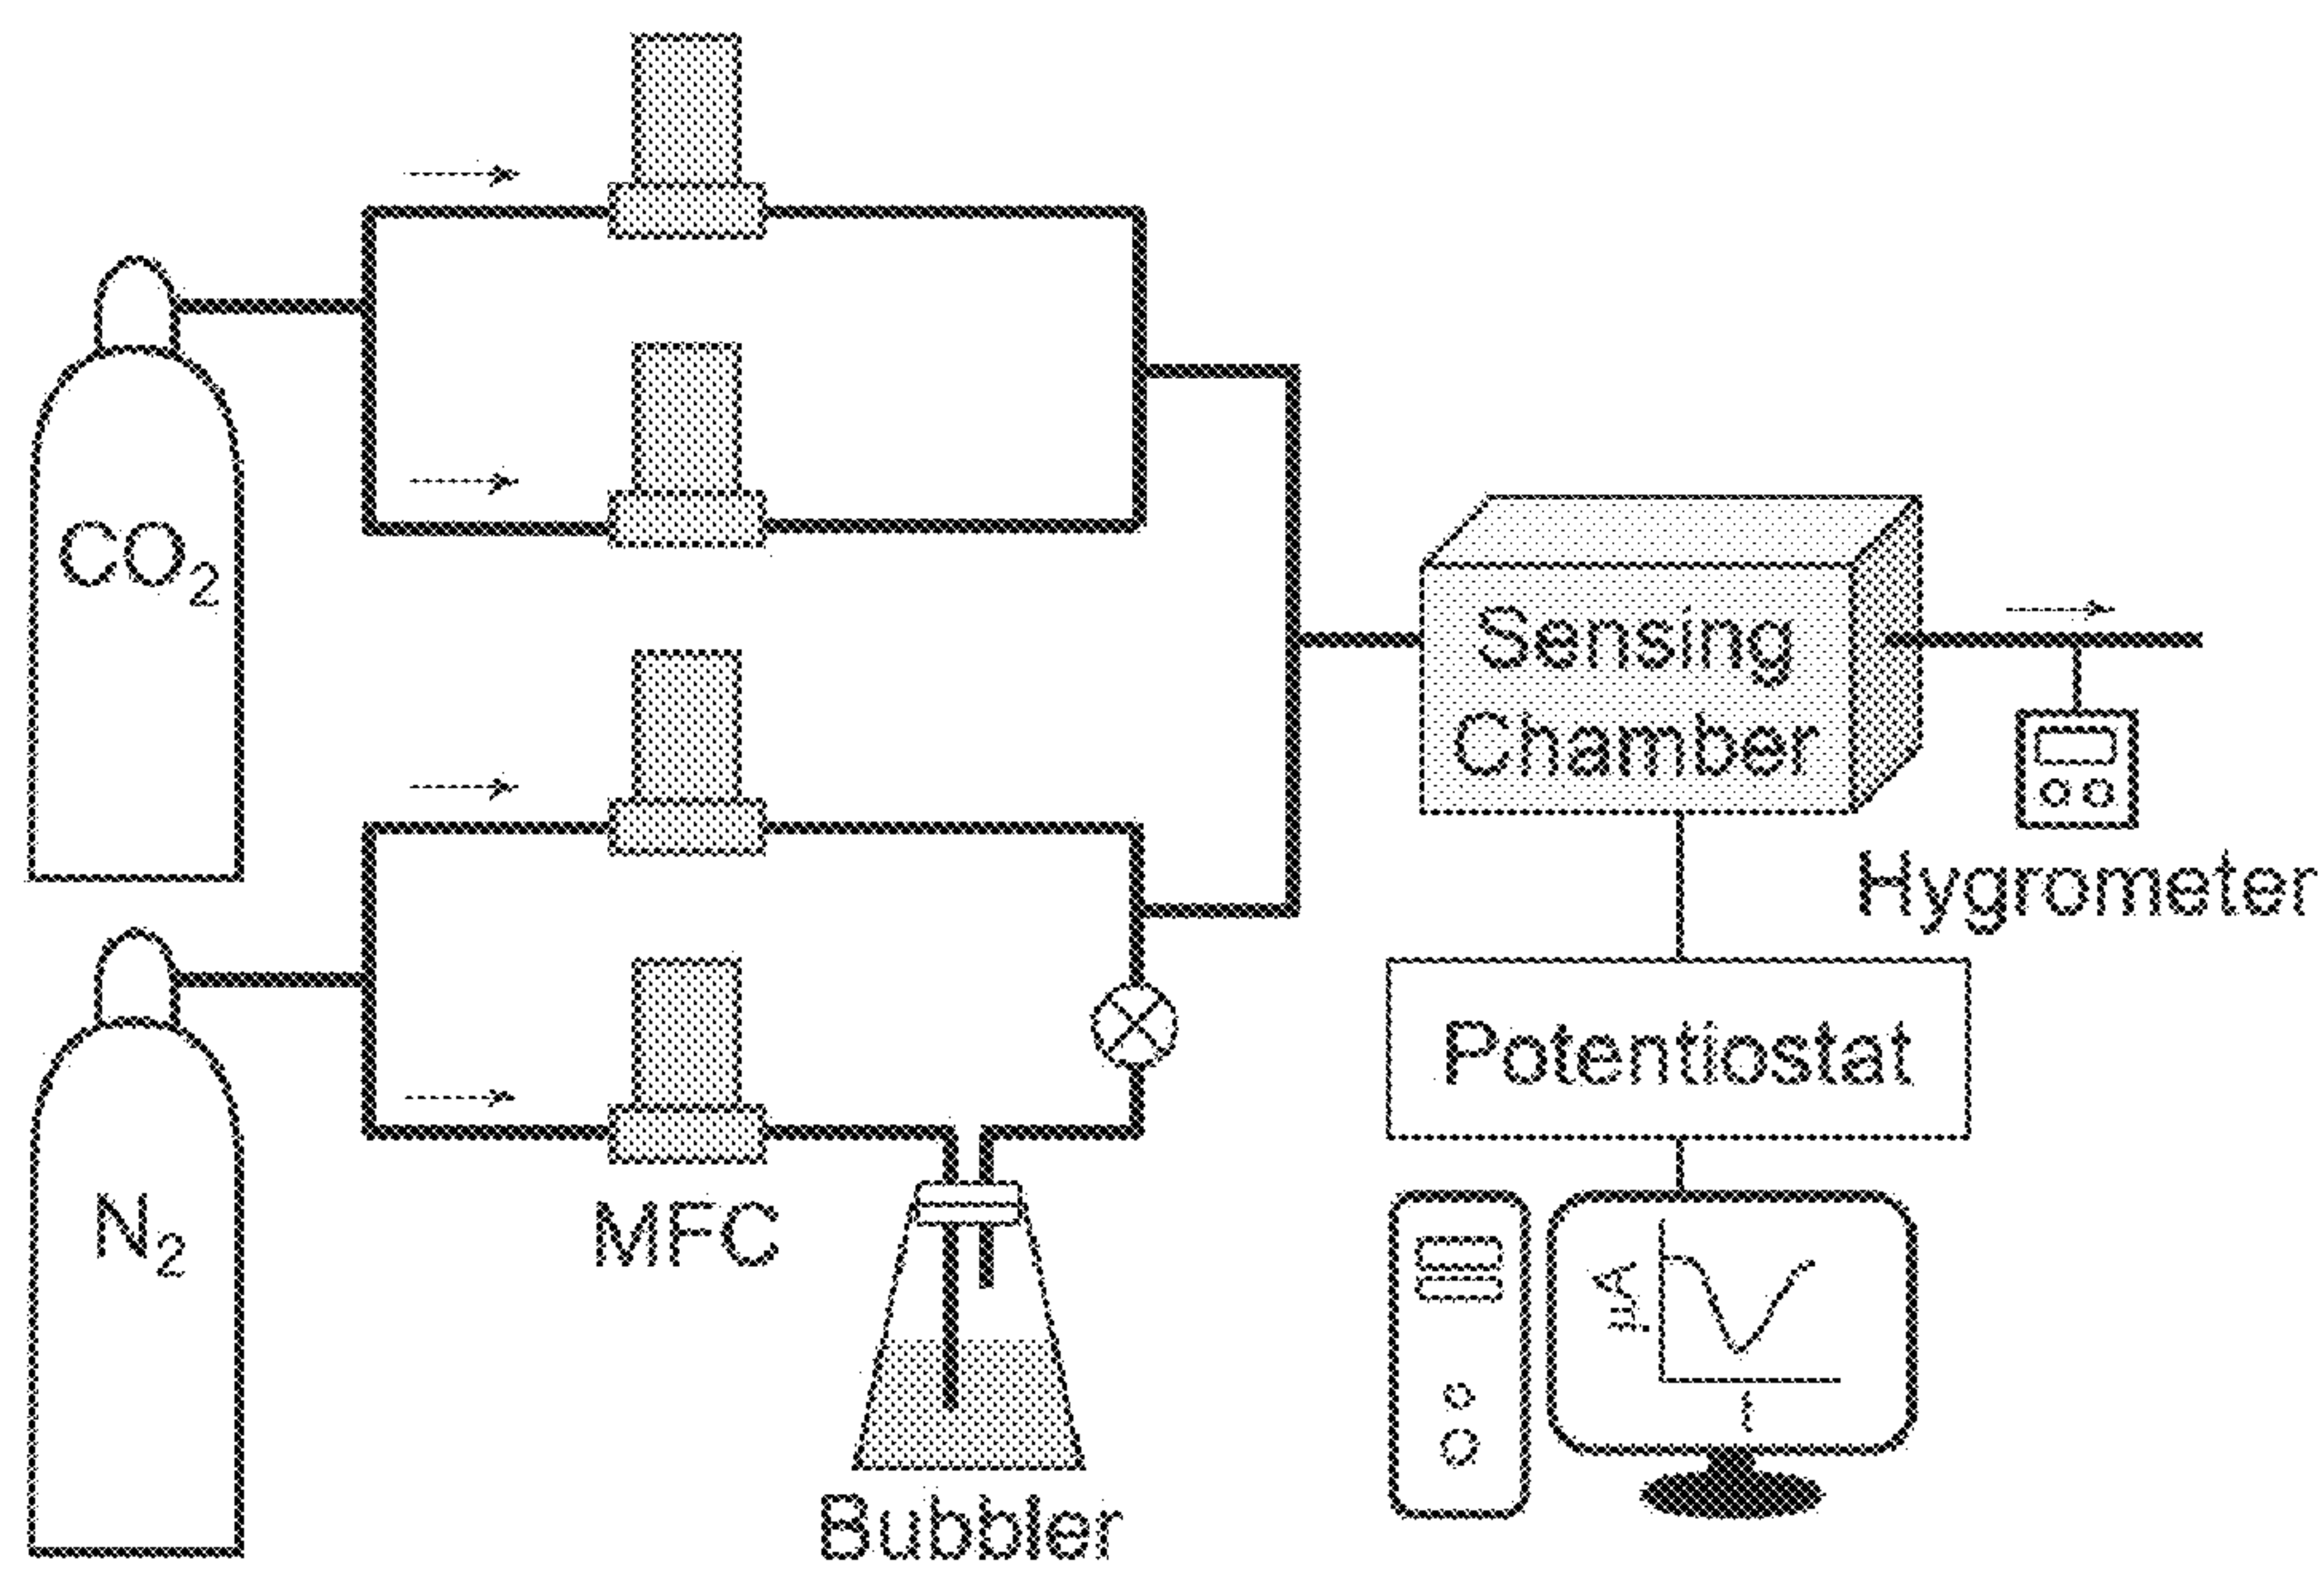 CO2
Sensing
Chamber
Hygrometer
Potentiostat
N2
MFC
µA
t
Bubbler